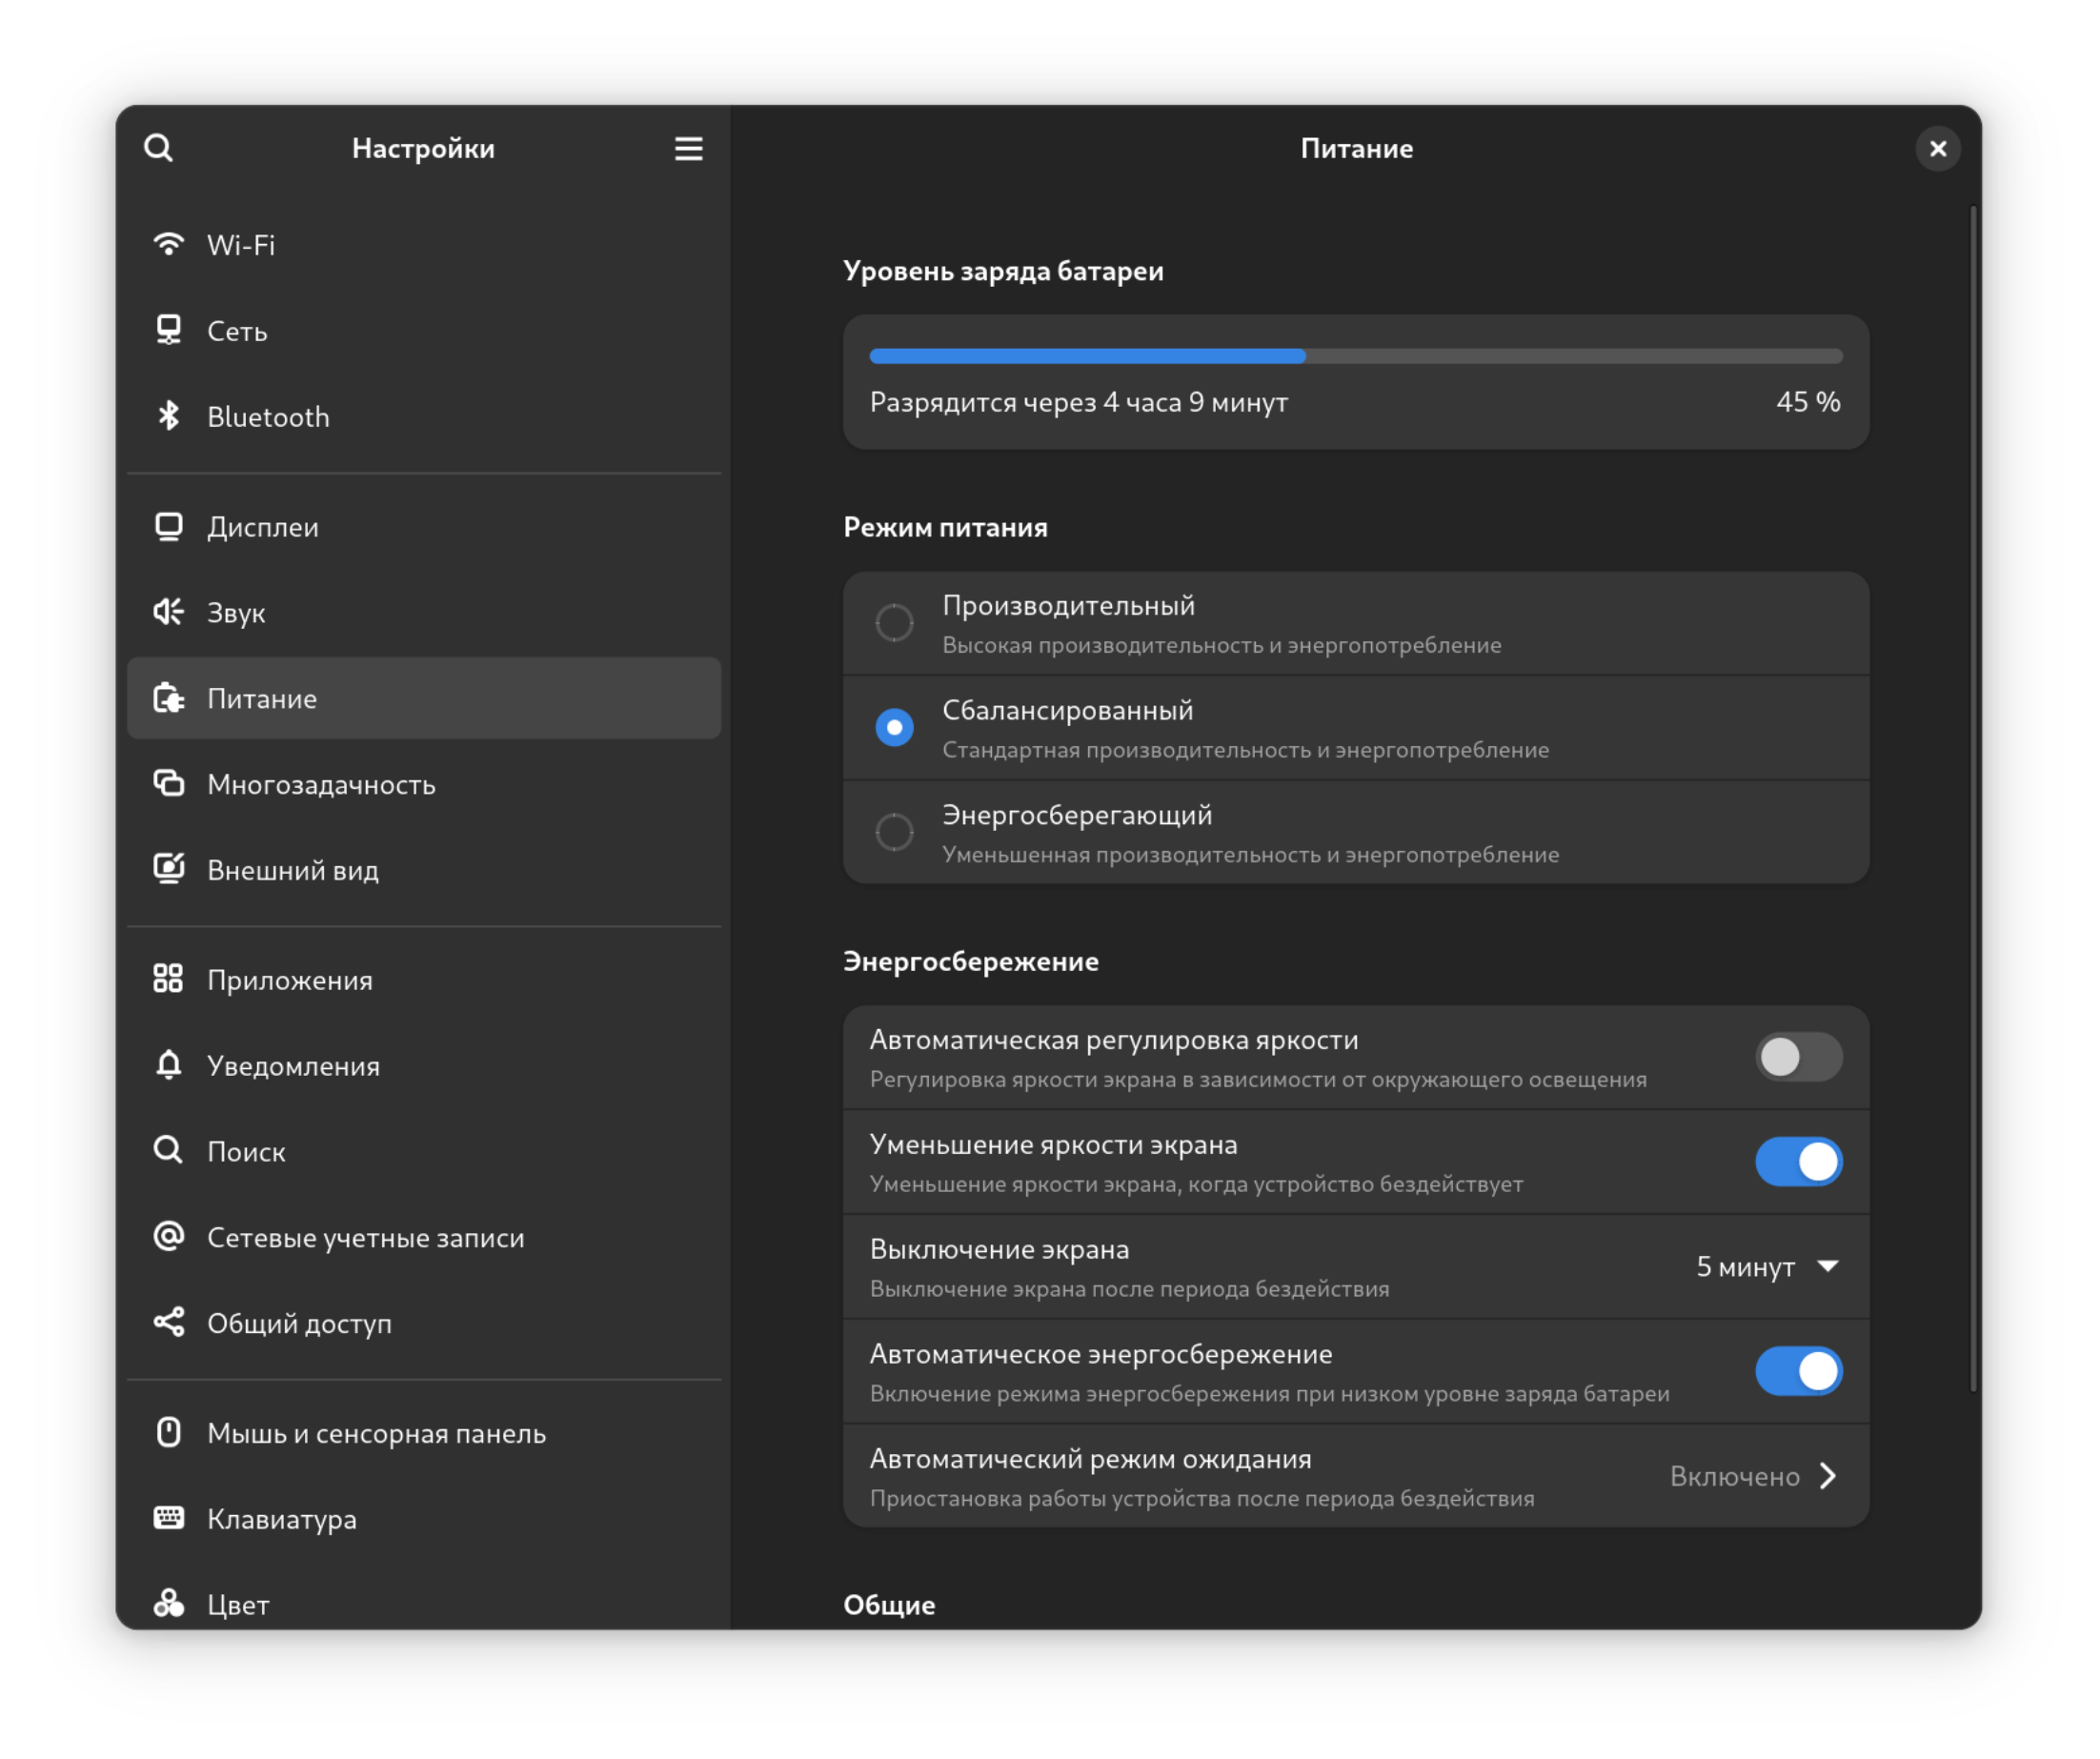 Настройки
Wi-Fi
Сеть
Bluetooth
Дисплеи
Звук
Питание
Многозадачность
Внешний вид
Приложения
Уведомления
Поиск
Сетевые учетные записи
Общий доступ
Мышь и сенсорная панель
Клавиатура
Цвет
Питание
Уровень заряда батареи
Разрядится через 4 часа 9 минут
45 %
Режим питания
Производительный
Высокая производительность и энергопотребление
Сбалансированный
Стандартная производительность и энергопотребление
Энергосберегающий
Уменьшенная производительность и энергопотребление
Энергосбережение
Автоматическая регулировка яркости
Регулировка яркости экрана в зависимости от окружающего освещения
Уменьшение яркости экрана
Уменьшение яркости экрана, когда устройство бездействует
Выключение экрана
Выключение экрана после периода бездействия
5 минут
Автоматическое энергосбережение
Включение режима энергосбережения при низком уровне заряда батареи
Автоматический режим ожидания
Приостановка работы устройства после периода бездействия
Включено
Общие